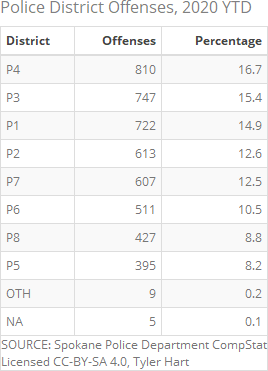 Police District Offenses, 2020 YTD
District Offenses Percentage
P4 810 16.7
P3 747 15.4
P1 722 14.9
P2 613 12.6
P7 607 12.5
P6 511 10.5
P8 427 8.8
P5 395 8.2
OTH 9 0.2
NA 5 0.1
SOURCE: Spokane Police Department CompStat
Licensed CC-BY-SA 4.0, Tyler Hart